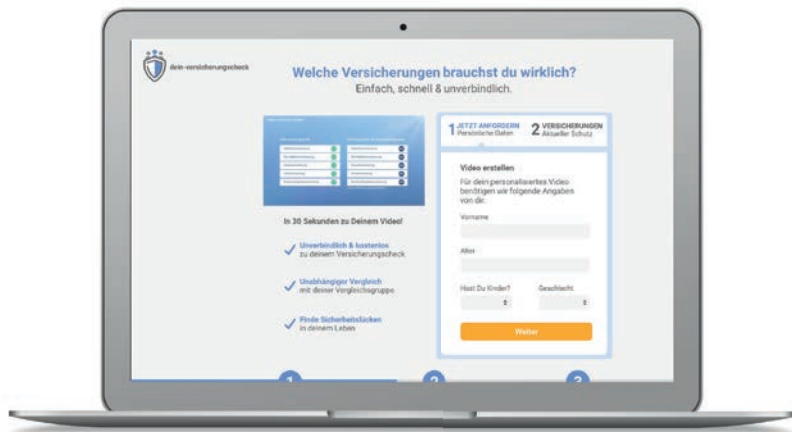 dein-versicherungscheck
Welche Versicherungen brauchst du wirklich?
Einfach, schnell & unverbindlich.
1 JETZT ANFORDERN
Persönliche Daten
2 VERSICHERUNGEN
Aktueller Schutz
Video erstellen
Für dein personalisiertes Video
benötigen wir folgende Angaben
von dir.
Vorname
Alter
Hast Du Kinder?
Geschlecht
Weiter
In 30 Sekunden zu Deinem Video!
Unverbindlich & kostenlos
zu deinem Versicherungscheck
Unabhängiger Vergleich
mit deiner Vergleichsgruppe
Finde Sicherheitslücken
in deinem Leben
1
2
3